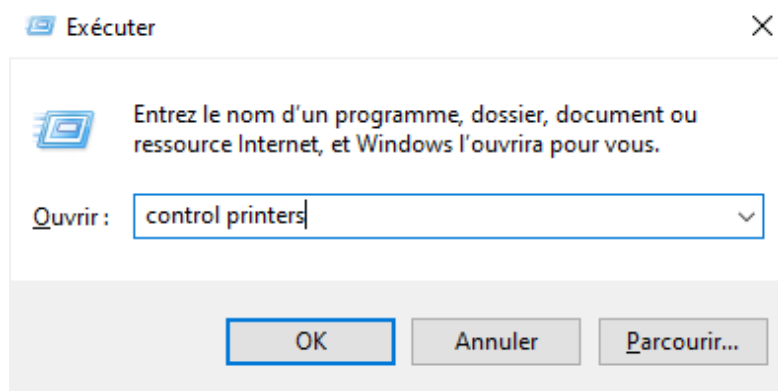 Exécuter
Entrez le nom d’un programme, dossier, document ou
ressource Internet, et Windows l’ouvrira pour vous.
Ouvrir : control printers
OK Annuler Parcourir...